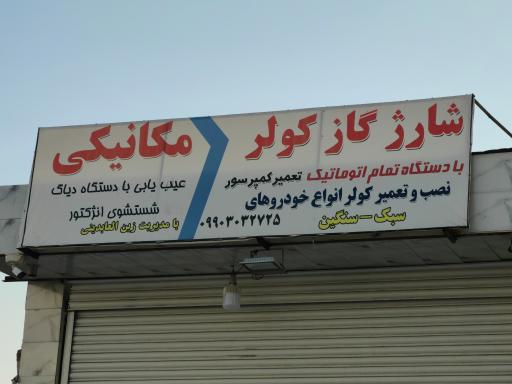 شارژ گاز کولر
با دستگاه تمام اتوماتیک تعمیر کمپرسور
نصب و تعمیر کولر انواع خودروهای
سبک - سنگین
۰۹۹۰۳۰۳۲۷۲۵
مکانیکی
عیب یابی با دستگاه دیاگ
شستشوی انژکتور
با مدیریت زین العابدینی